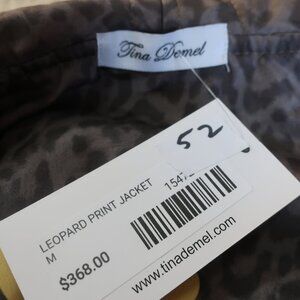 Tina Demel
52
LEOPARD PRINT JACKET
M
$368.00
www.tinademel.com